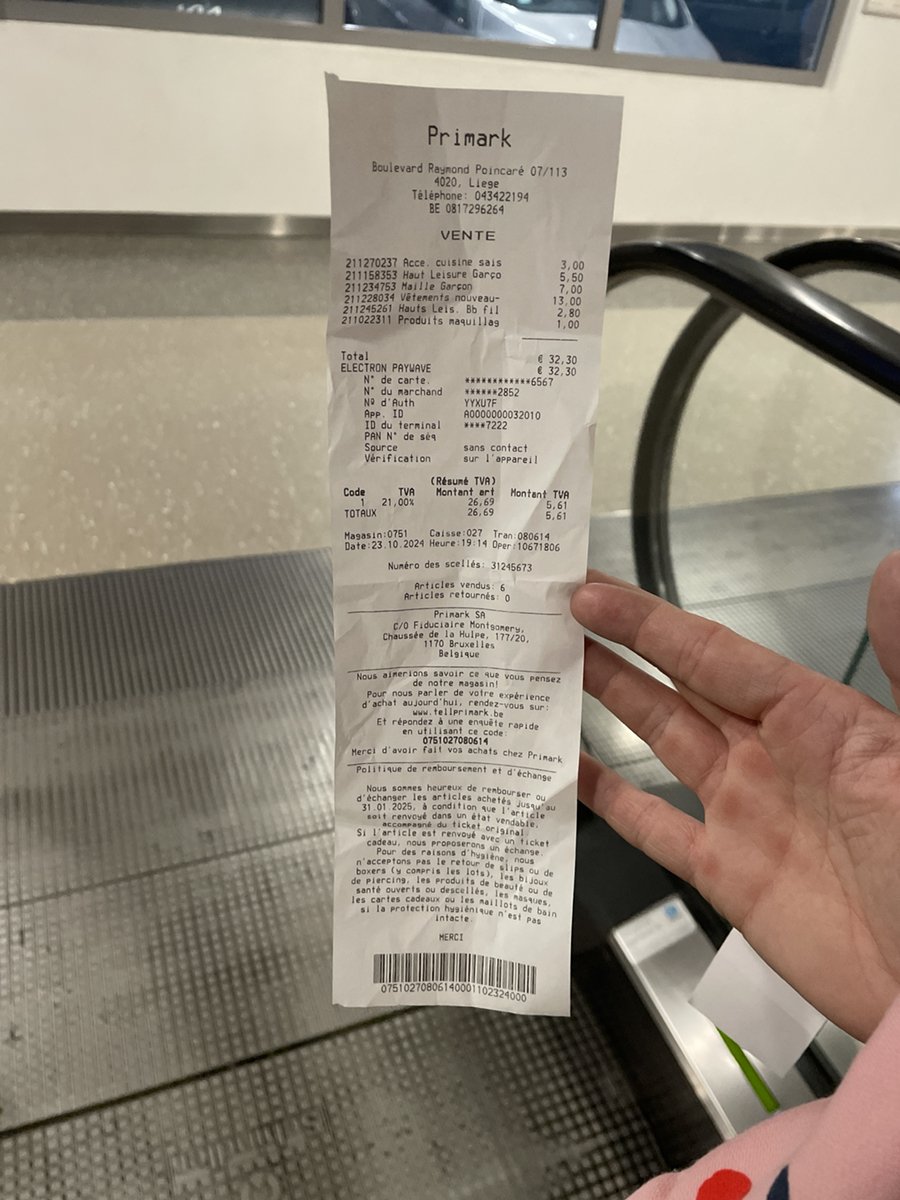 Primark
Boulevard Raymond Poincaré 07/113
4020, Liege
Téléphone: 043422194
BE 0817296264
VENTE
211270237 Acce. cuisine sais 3,00
211158353 Haut Leisure Garço 5,50
211234753 Maille Garçon 7,00
211228034 Vêtements nouveau- 13,00
211245261 Hauts Leis. Bb fil 2,80
211022311 Produits maquillag 1,00
Total € 32,30
ELECTRON PAYWAVE € 32,30
N° de carte. ************6567
N° du marchand ******2852
Nº d'Auth YYXU7F
App. ID A0000000032010
ID du terminal ****7222
PAN N° de séq
Source sans contact
Vérification sur l'appareil
(Résumé TVA)
Code TVA Montant art Montant TVA
1 21,00% 26,69 5,61
TOTAUX 26,69 5,61
Magasin:0751 Caisse:027 Tran:080614
Date:23.10.2024 Heure:19:14 Oper:10671806
Numéro des scellés: 31245673
Articles vendus: 6
Articles retournés: 0
Primark SA
C/O Fiduciaire Montgomery,
Chaussée de la Hulpe, 177/20,
1170 Bruxelles
Belgique
Nous aimerions savoir ce que vous pensez
de notre magasin!
Pour nous parler de votre expérience
d'achat aujourd'hui, rendez-vous sur:
www.tellprimark.be
Et répondez à une enquête rapide
en utilisant ce code:
0751027080614
Merci d'avoir fait vos achats chez Primark
Politique de remboursement et d'échange
Nous sommes heureux de rembourser ou
d'échanger les articles achetés jusqu'au
31.01.2025, à condition que l'article
soit renvoyé dans un état vendable,
accompagné du ticket original.
Si l'article est renvoyé avec un ticket
cadeau, nous proposerons un échange.
Pour des raisons d'hygiène, nous
n'acceptons pas le retour de slips ou de
boxers (y compris les lots), les bijoux
de piercing, les produits de beauté ou de
santé ouverts ou descellés, les masques,
les cartes cadeaux ou les maillots de bain
si la protection hygiénique n'est pas
intacte.
MERCI
07510270806140001102324000